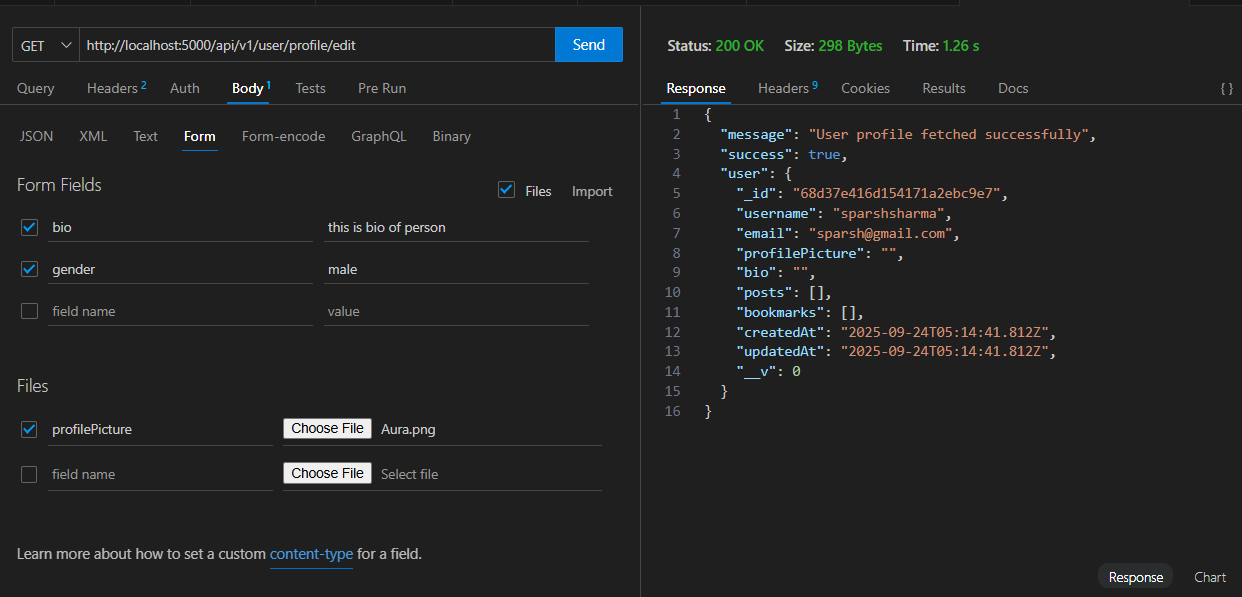 GET http://localhost:5000/api/v1/user/profile/edit Send
Query Headers 2 Auth Body 1 Tests Pre Run
JSON XML Text Form Form-encode GraphQL Binary
Form Fields Files Import
bio this is bio of person
gender male
field name value
Files
profilePicture Choose File Aura.png
field name Choose File Select file
Learn more about how to set a custom content-type for a field.
Status: 200 OK Size: 298 Bytes Time: 1.26 s
Response Headers 9 Cookies Results Docs { }
1 {
2 "message": "User profile fetched successfully",
3 "success": true,
4 "user": {
5 "_id": "68d37e416d154171a2ebc9e7",
6 "username": "sparshsharma",
7 "email": "sparsh@gmail.com",
8 "profilePicture": "",
9 "bio": "",
10 "posts": [],
11 "bookmarks": [],
12 "createdAt": "2025-09-24T05:14:41.812Z",
13 "updatedAt": "2025-09-24T05:14:41.812Z",
14 "__v": 0
15 }
16 }
Response Chart